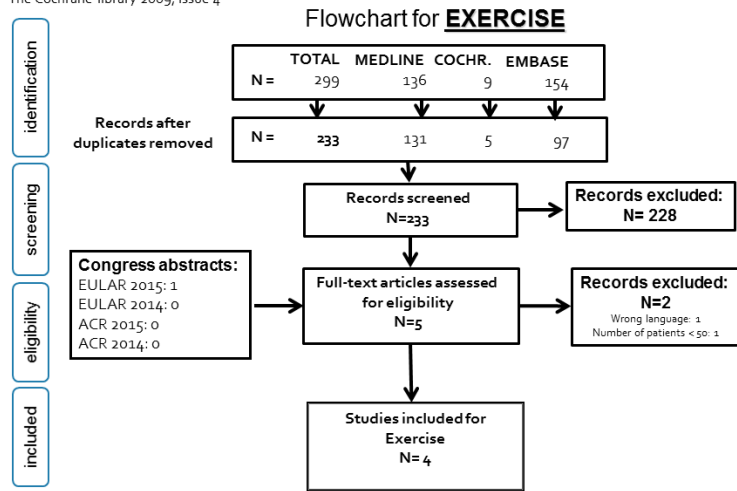 The Cochrane library 2009, issue 4
Flowchart for EXERCISE
identification
TOTAL MEDLINE COCHR. EMBASE
N = 299 136 9 154
Records after
duplicates removed
N = 233 131 5 97
screening
Records screened
N=233
Records excluded:
N= 228
Congress abstracts:
EULAR 2015: 1
EULAR 2014: 0
ACR 2015: 0
ACR 2014: 0
eligibility
Full-text articles assessed
for eligibility
N=5
Records excluded:
N=2
Wrong language: 1
Number of patients < 50: 1
included
Studies included for
Exercise
N= 4